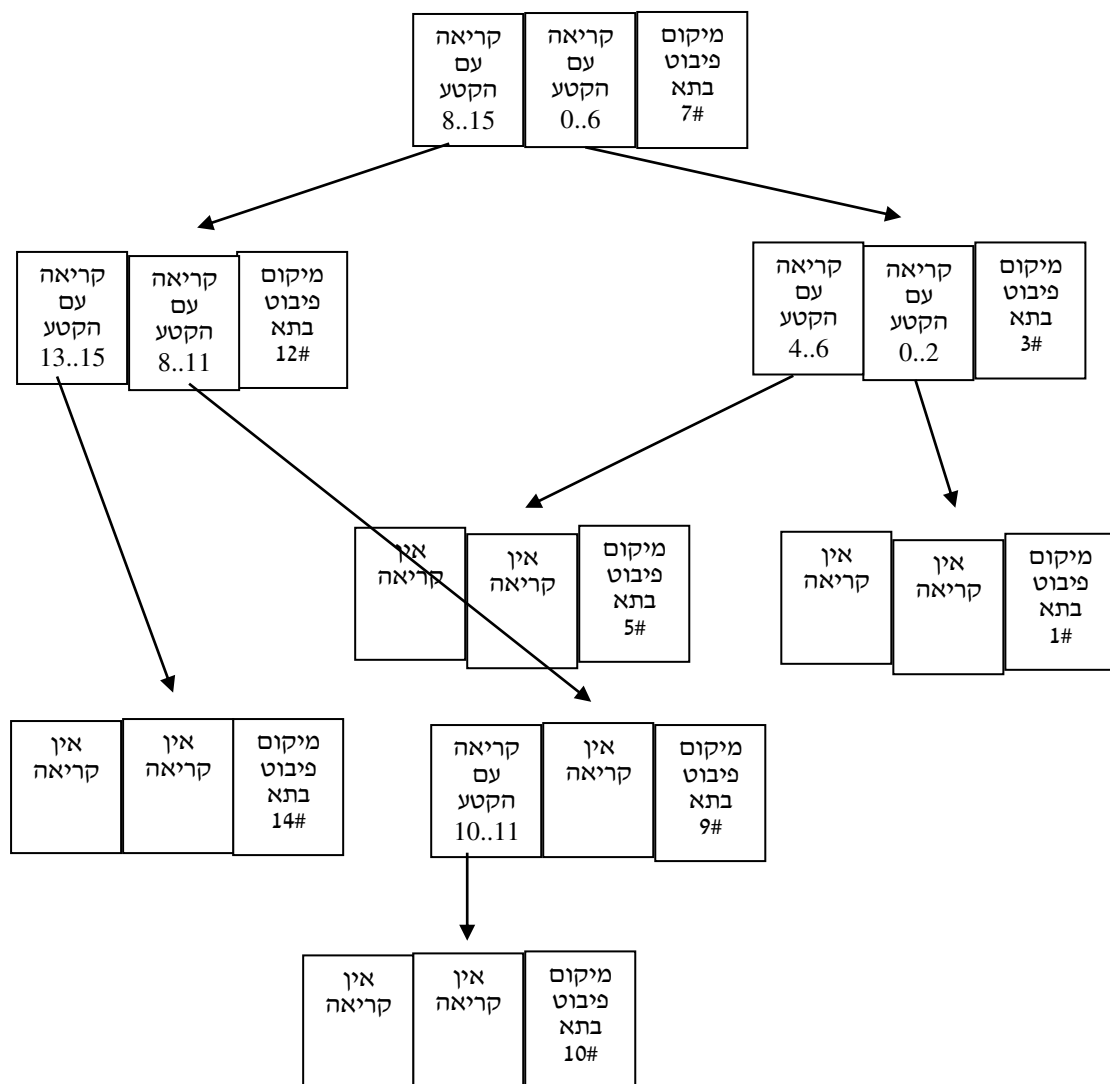 מיקום
פיבוט
בתא
7#
קריאה
עם
הקטע
0..6
קריאה
עם
הקטע
8..15
מיקום
פיבוט
בתא
3#
קריאה
עם
הקטע
0..2
קריאה
עם
הקטע
4..6
מיקום
פיבוט
בתא
12#
קריאה
עם
הקטע
8..11
קריאה
עם
הקטע
13..15
מיקום
פיבוט
בתא
1#
אין
קריאה
אין
קריאה
מיקום
פיבוט
בתא
5#
אין
קריאה
אין
קריאה
מיקום
פיבוט
בתא
9#
אין
קריאה
קריאה
עם
הקטע
10..11
מיקום
פיבוט
בתא
14#
אין
קריאה
אין
קריאה
מיקום
פיבוט
בתא
10#
אין
קריאה
אין
קריאה